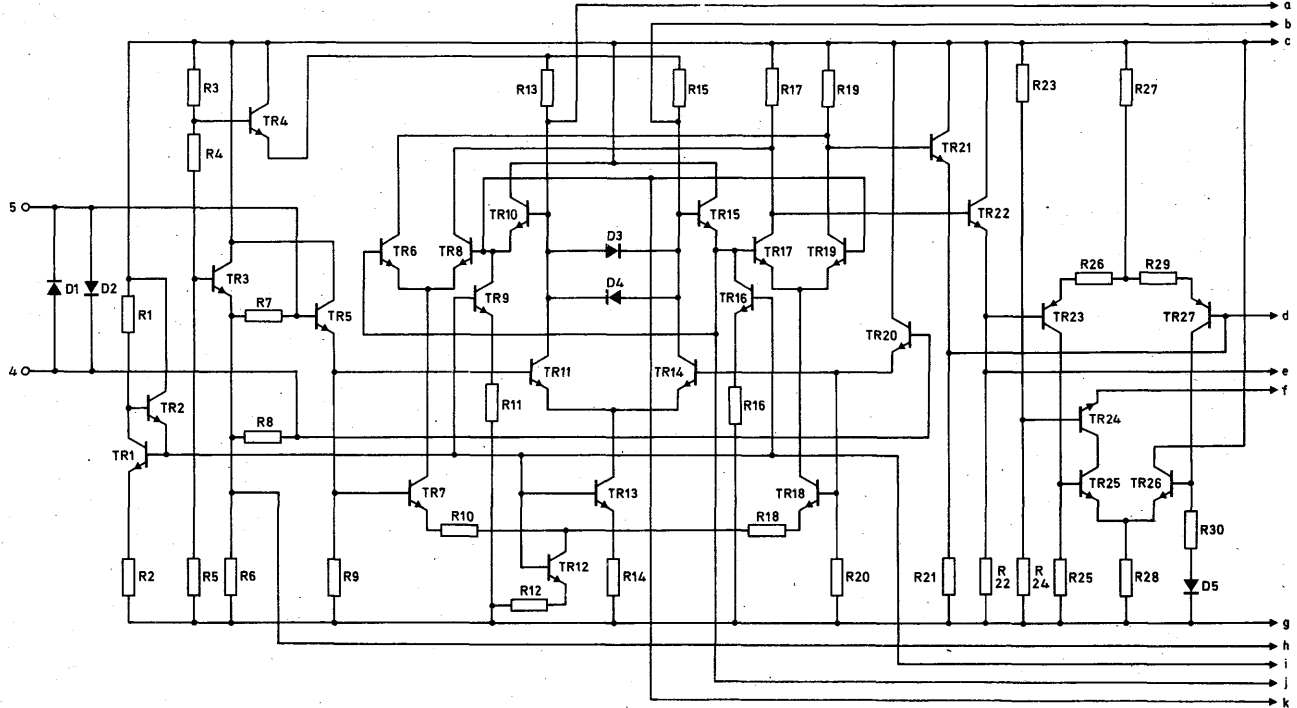 a
b
c
R3
R13
R15
R17
R19
R23
R27
TR4
R4
TR21
5
TR10
TR15
TR22
D3
TR6
TR8
TR17
TR19
R26
R29
TR3
D1
D2
R1
R7
TR5
TR9
D4
TR16
TR20
TR23
TR27
d
4
TR11
TR14
e
TR2
R11
R16
f
R8
TR24
TR1
TR7
TR13
TR18
TR25
TR26
R10
R18
R30
R2
R5
R6
R9
TR12
R12
R14
R20
R21
R
22
R
24
R25
R28
D5
g
h
i
j
k